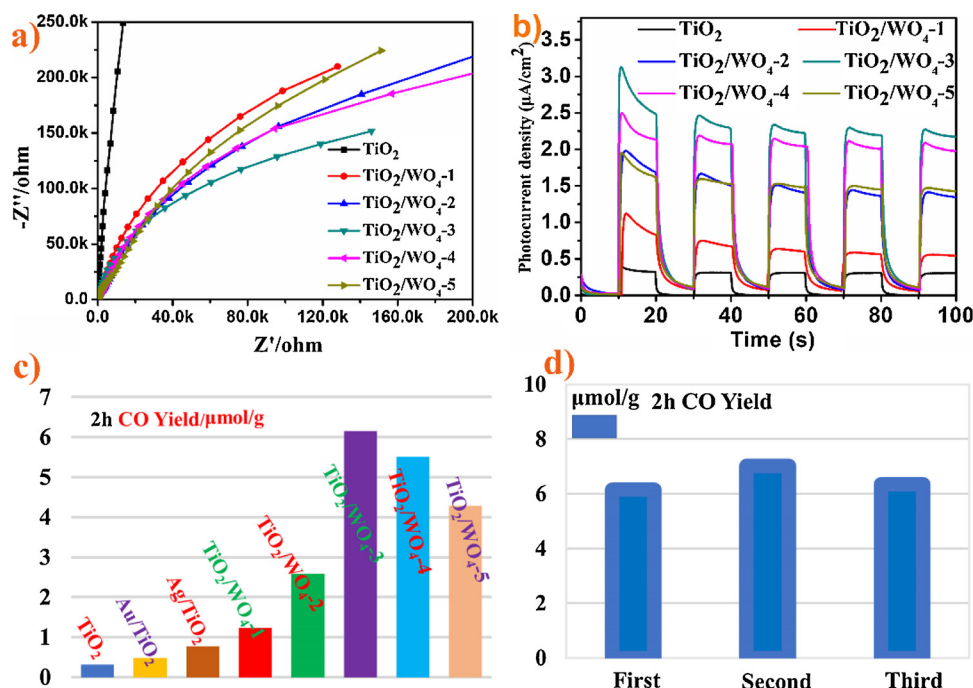 a)
250.0k
200.0k
150.0k
100.0k
50.0k
0.0
-Z''/ohm
TiO2
TiO2/WO4-1
TiO2/WO4-2
TiO2/WO4-3
TiO2/WO4-4
TiO2/WO4-5
0.0 40.0k 80.0k 120.0k 160.0k 200.0k
Z'/ohm
b)
Photocurrent density (μA/cm2)
3.5
3.0
2.5
2.0
1.5
1.0
0.5
0.0
TiO2 TiO2/WO4-1
TiO2/WO4-2 TiO2/WO4-3
TiO2/WO4-4 TiO2/WO4-5
0 20 40 60 80 100
Time (s)
c)
7
6
5
4
3
2
1
0
2h CO Yield/μmol/g
TiO2
Au/TiO2
Ag/TiO2
TiO2/WO4-1
TiO2/WO4-2
TiO2/WO4-3
TiO2/WO4-4
TiO2/WO4-5
d)
10
8
6
4
2
0
μmol/g 2h CO Yield
First Second Third